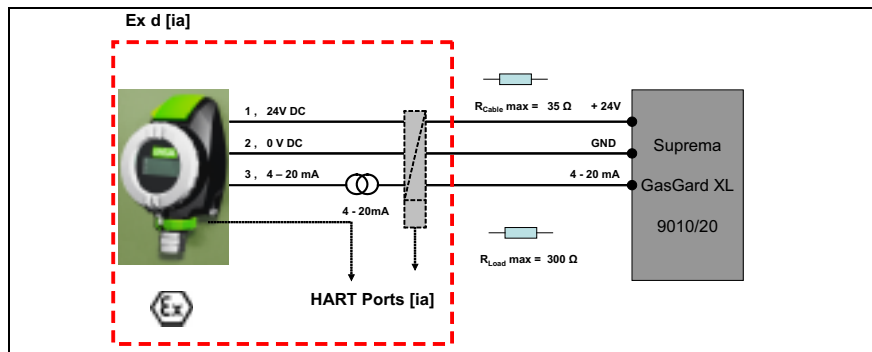 Ex d [ia]
1 , 24V DC
2 , 0 V DC
3 , 4 – 20 mA
4 - 20mA
HART Ports [ia]
Ex
RCable max = 35 Ω
+ 24V
GND
4 - 20 mA
RLoad max = 300 Ω
Suprema
GasGard XL
9010/20